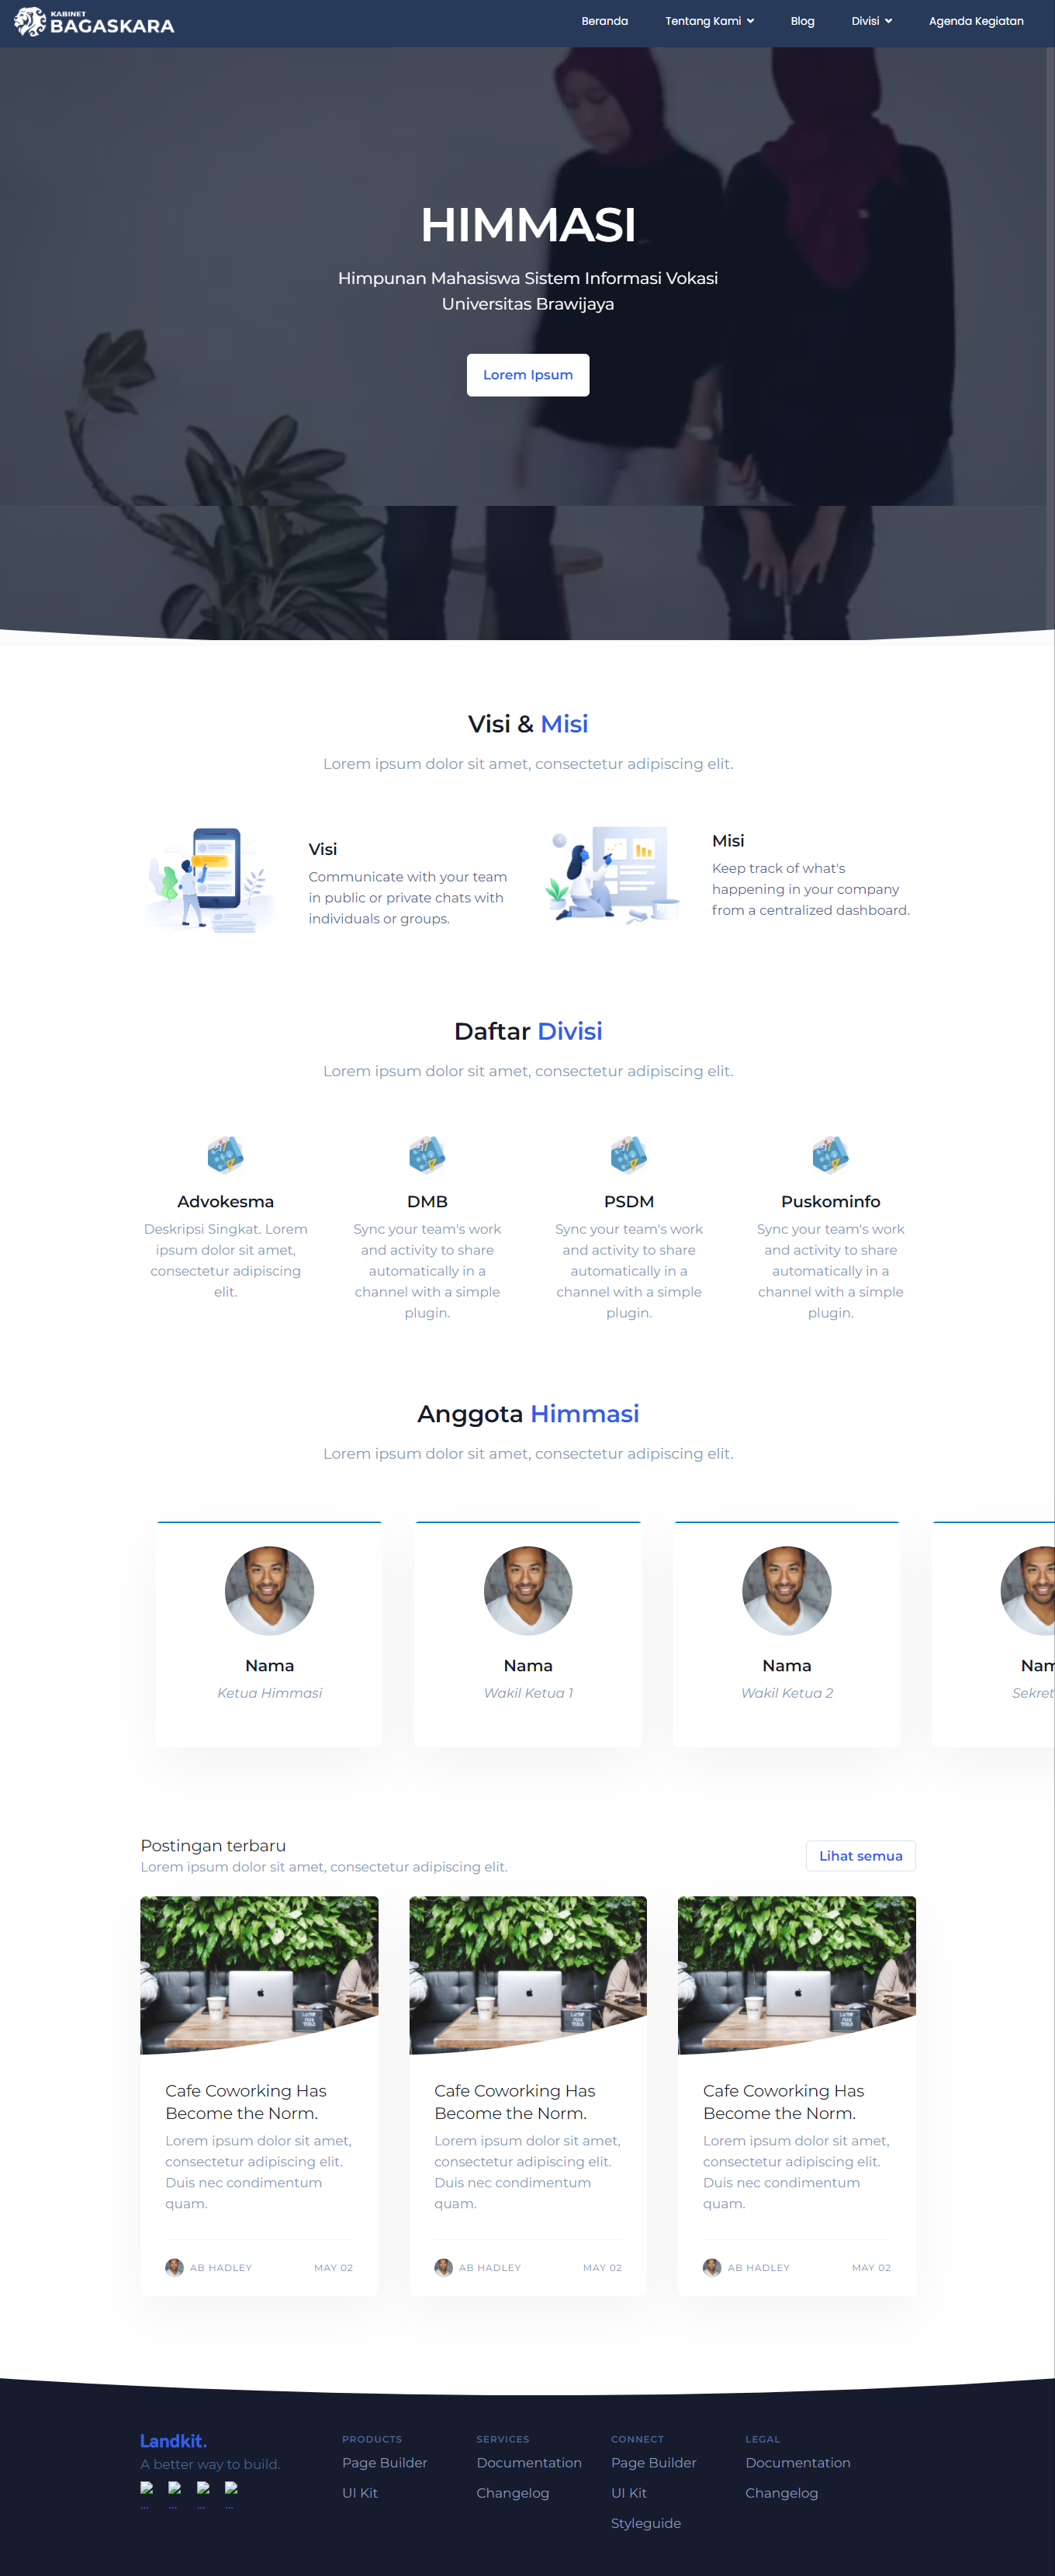 KABINET
BAGASKARA
Beranda
Tentang Kami
Blog
Divisi
Agenda Kegiatan
HIMMASI
Himpunan Mahasiswa Sistem Informasi Vokasi
Universitas Brawijaya
Lorem Ipsum
Visi & Misi
Lorem ipsum dolor sit amet, consectetur adipiscing elit.
Visi
Communicate with your team
in public or private chats with
individuals or groups.
Misi
Keep track of what's
happening in your company
from a centralized dashboard.
Daftar Divisi
Lorem ipsum dolor sit amet, consectetur adipiscing elit.
Advokesma
Deskripsi Singkat. Lorem
ipsum dolor sit amet,
consectetur adipiscing
elit.
DMB
Sync your team's work
and activity to share
automatically in a
channel with a simple
plugin.
PSDM
Sync your team's work
and activity to share
automatically in a
channel with a simple
plugin.
Puskominfo
Sync your team's work
and activity to share
automatically in a
channel with a simple
plugin.
Anggota Himmasi
Lorem ipsum dolor sit amet, consectetur adipiscing elit.
Nama
Ketua Himmasi
Nama
Wakil Ketua 1
Nama
Wakil Ketua 2
Nam
Sekret
Postingan terbaru
Lorem ipsum dolor sit amet, consectetur adipiscing elit.
Lihat semua
Cafe Coworking Has
Become the Norm.
Lorem ipsum dolor sit amet,
consectetur adipiscing elit.
Duis nec condimentum
quam.
AB HADLEY
MAY 02
Cafe Coworking Has
Become the Norm.
Lorem ipsum dolor sit amet,
consectetur adipiscing elit.
Duis nec condimentum
quam.
AB HADLEY
MAY 02
Cafe Coworking Has
Become the Norm.
Lorem ipsum dolor sit amet,
consectetur adipiscing elit.
Duis nec condimentum
quam.
AB HADLEY
MAY 02
Landkit.
A better way to build.
... ... ... ...
PRODUCTS
Page Builder
UI Kit
SERVICES
Documentation
Changelog
CONNECT
Page Builder
UI Kit
Styleguide
LEGAL
Documentation
Changelog